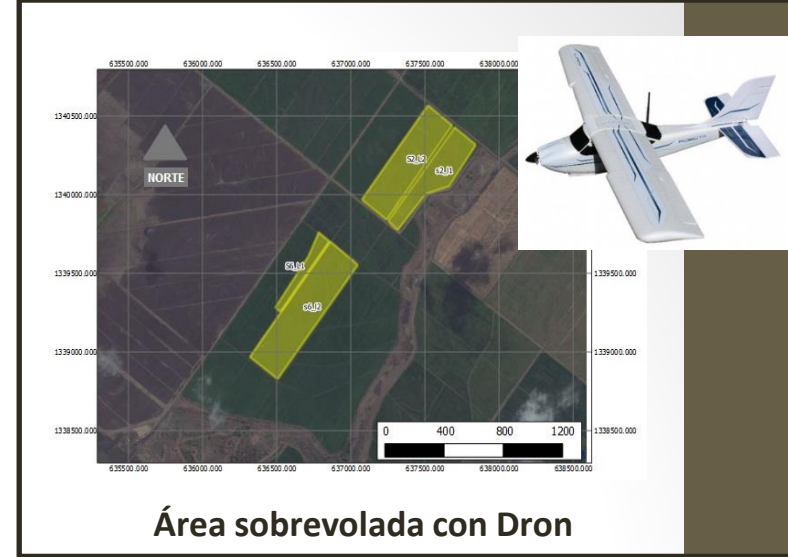 635500.000 636000.000 636500.000 637000.000 637500.000 638000.000
1340500.000
NORTE
S2_L2
s2_l1
1340000.000
S6_L1
1339500.000 1339500.000
s6_l2
1339000.000 1339000.000
0 400 800 1200
1338500.000 1338500.000
635500.000 636000.000 636500.000 637000.000 637500.000 638000.000 638500.000
Área sobrevolada con Dron